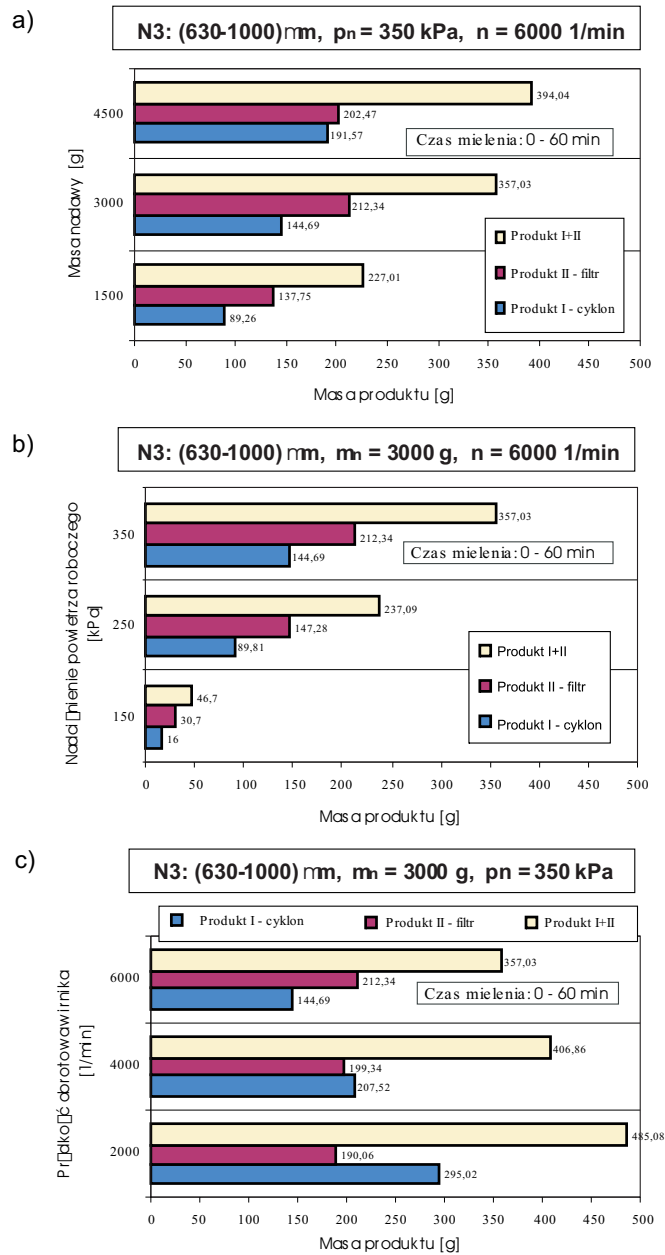 a)
N3: (630-1000) mm, pn = 350 kPa, n = 6000 1/min
Masa nadawy [g]
4500
394,04
202,47
191,57
Czas mielenia: 0 - 60 min
3000
357,03
212,34
144,69
1500
227,01
137,75
89,26
Produkt I+II
Produkt II - filtr
Produkt I - cyklon
0 50 100 150 200 250 300 350 400 450 500
Masa produktu [g]
b)
N3: (630-1000) mm, mn = 3000 g, n = 6000 1/min
Nadci□nienie powietrza roboczego
[kPa]
350
357,03
212,34
144,69
Czas mielenia: 0 - 60 min
250
237,09
147,28
89,81
150
46,7
30,7
16
Produkt I+II
Produkt II - filtr
Produkt I - cyklon
0 50 100 150 200 250 300 350 400 450 500
Masa produktu [g]
c)
N3: (630-1000) mm, mn = 3000 g, pn = 350 kPa
Produkt I - cyklon Produkt II - filtr Produkt I+II
Pr□dko□ć obrotowa wirnika
[1/min]
6000
357,03
212,34
144,69
Czas mielenia: 0 - 60 min
4000
406,86
199,34
207,52
2000
485,08
190,06
295,02
0 50 100 150 200 250 300 350 400 450 500
Masa produktu [g]